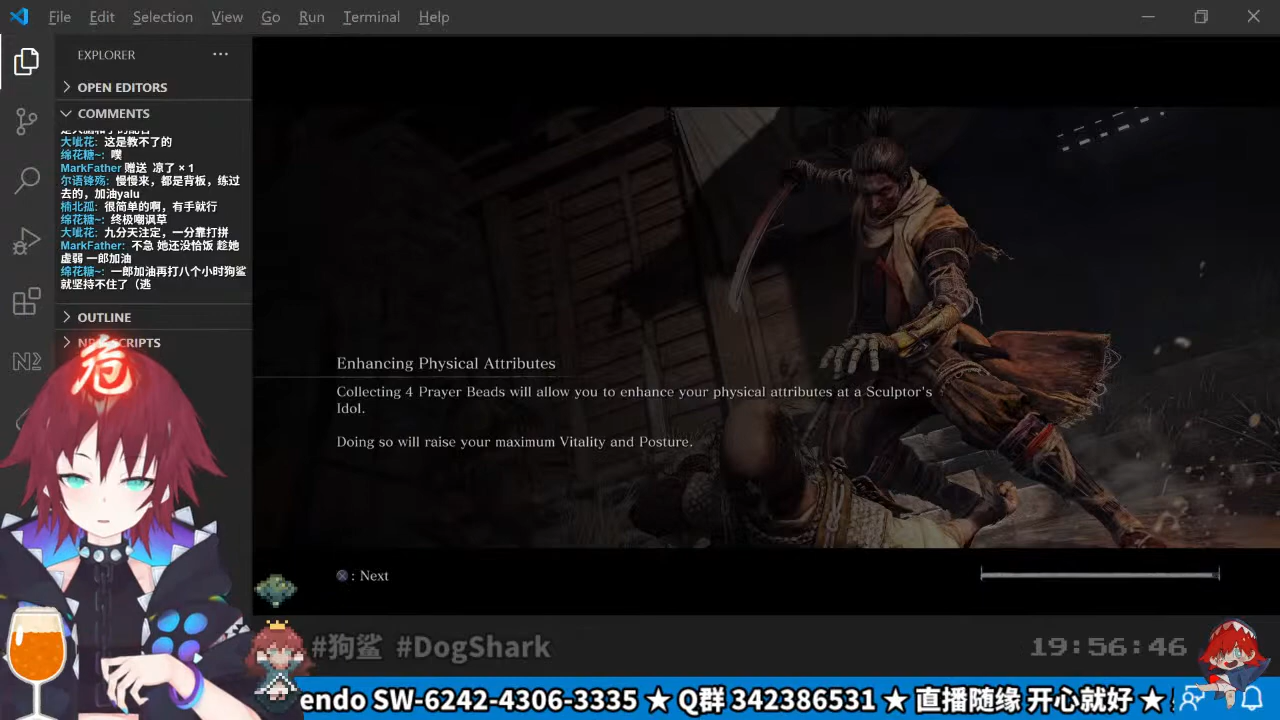 File Edit Selection View Go Run Terminal Help
EXPLORER
OPEN EDITORS
COMMENTS
大呲花: 这是教不了的
绵花糖~: 噗
MarkFather 赠送 凉了 × 1
尔语锋殇: 慢慢来，都是背板，练过
去的，加油yalu
楠北孤: 很简单的啊，有手就行
绵花糖~: 终极嘲讽草
大呲花: 九分天注定，一分靠打拼
MarkFather: 不急 她还没恰饭 趁她
虚弱 一郎加油
绵花糖~: 一郎加油再打八个小时狗鲨
就坚持不住了（逃
OUTLINE
SCRIPTS
危
Enhancing Physical Attributes
Collecting 4 Prayer Beads will allow you to enhance your physical attributes at a Sculptor's
Idol.
Doing so will raise your maximum Vitality and Posture.
: Next
#狗鲨 #DogShark
19:56:46
endo SW-6242-4306-3335 ★ Q群 342386531 ★ 直播随缘 开心就好 ★